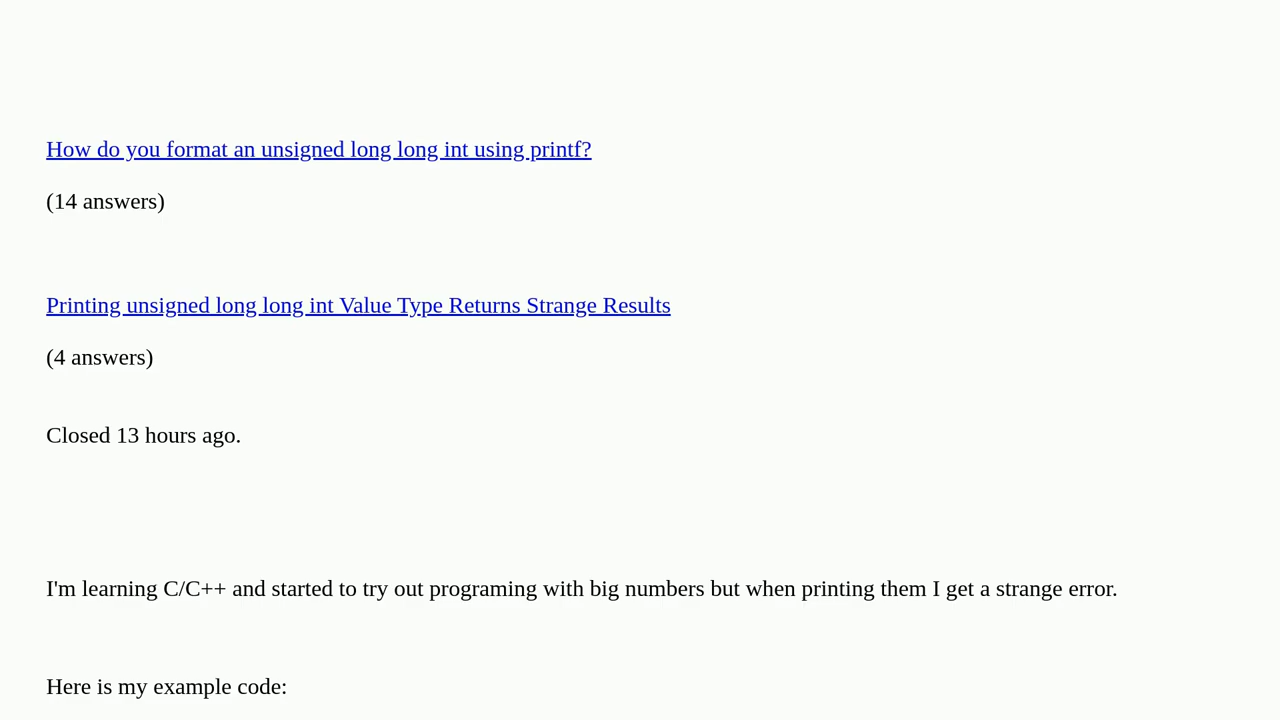 How do you format an unsigned long long int using printf?
(14 answers)
Printing unsigned long long int Value Type Returns Strange Results
(4 answers)
Closed 13 hours ago.
I'm learning C/C++ and started to try out programing with big numbers but when printing them I get a strange error.
Here is my example code: